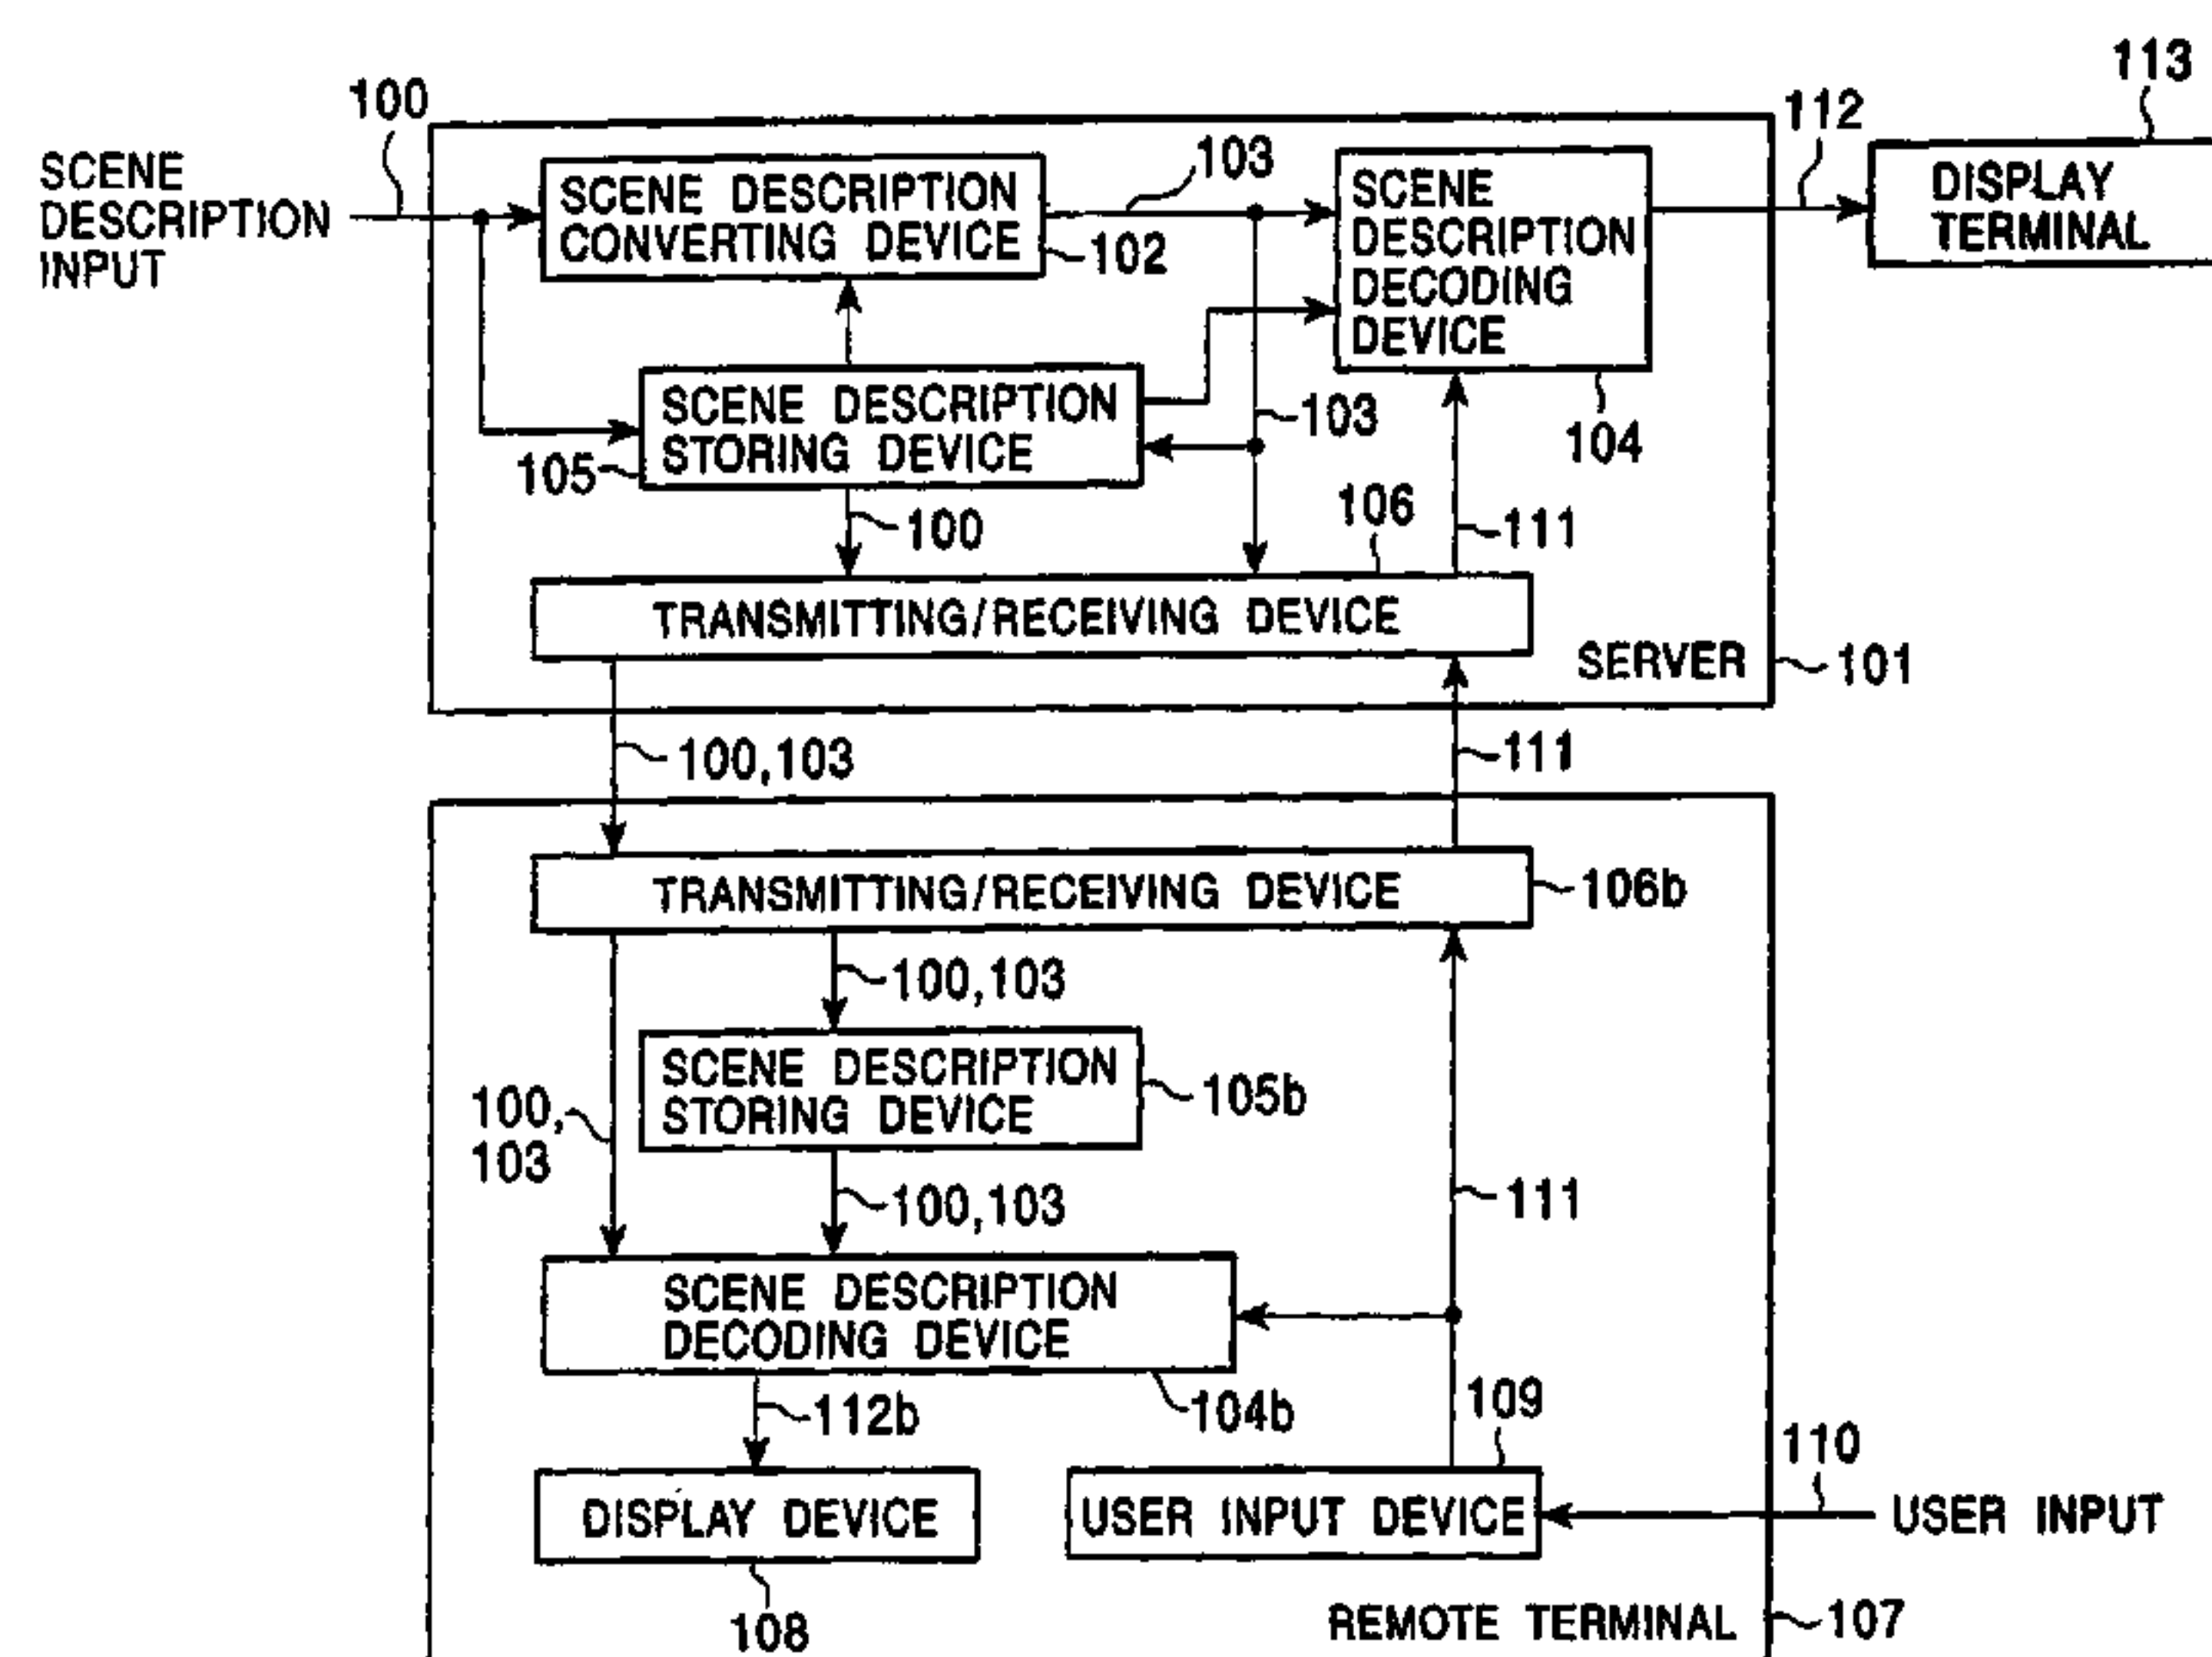 113
100
112
SCENE
DESCRIPTION
INPUT
SCENE DESCRIPTION
CONVERTING DEVICE
102
103
SCENE
DESCRIPTION
DECODING
DEVICE
104
DISPLAY
TERMINAL
SCENE DESCRIPTION
STORING DEVICE
105
103
100
106
111
TRANSMITTING/RECEIVING DEVICE
SERVER
101
100,103
111
TRANSMITTING/RECEIVING DEVICE
106b
100,103
SCENE DESCRIPTION
STORING DEVICE
105b
100,
103
100,103
111
SCENE DESCRIPTION
DECODING DEVICE
104b
112b
109
110
DISPLAY DEVICE
USER INPUT DEVICE
USER INPUT
108
REMOTE TERMINAL
107